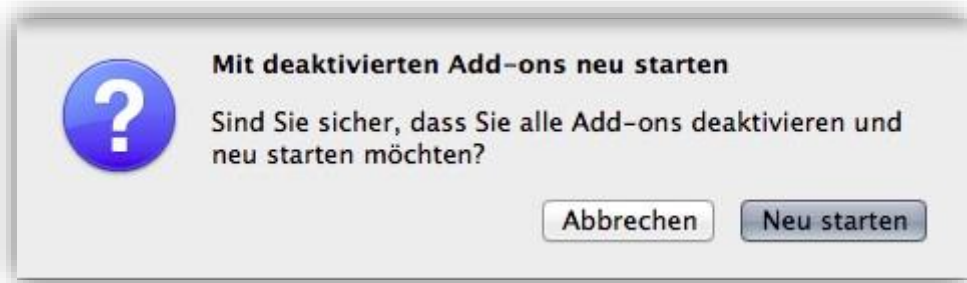 Mit deaktivierten Add-ons neu starten
Sind Sie sicher, dass Sie alle Add-ons deaktivieren und
neu starten möchten?
Abbrechen
Neu starten